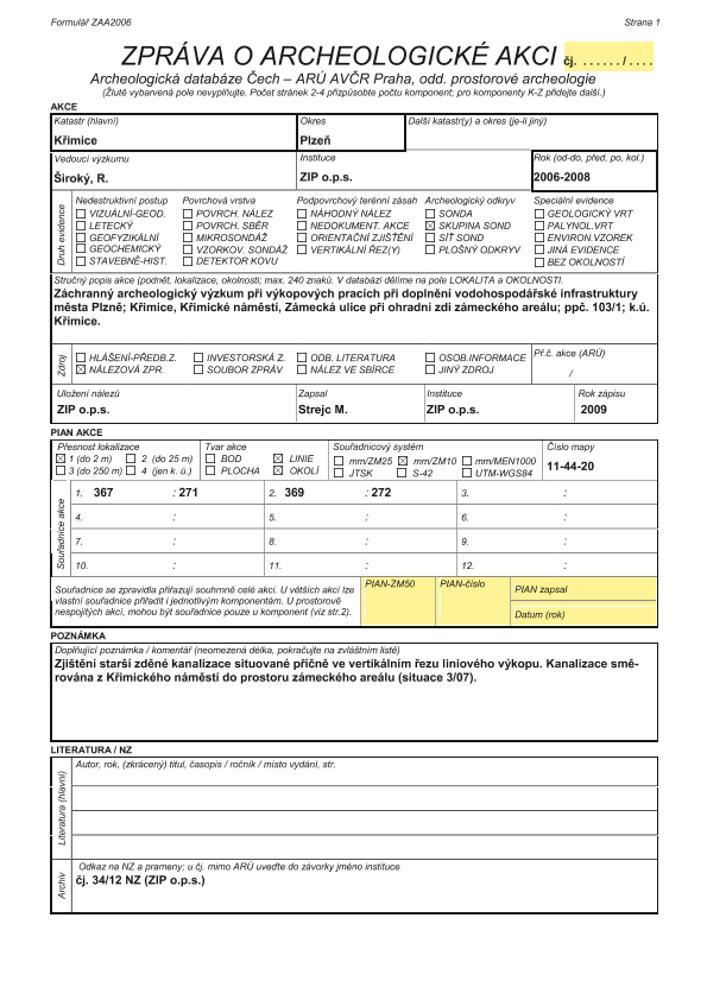 Formulář ZAA2006 Strana 1
ZPRÁVA O ARCHEOLOGICKÉ AKCI čj. ....../....
Archeologická databáze Čech – ARÚ AVČR Praha, odd. prostorové archeologie
(Žlutě vybarvená pole nevyplňujte. Počet stránek 2-4 přizpůsobte počtu komponent; pro komponenty K-Z přidejte další.)
AKCE
Katastr (hlavní) Okres Další katastr(y) a okres (je-li jiný)
Křimice Plzeň
Vedoucí výzkumu Instituce Rok (od-do, před, po, kol.)
Široký, R. ZIP o.p.s. 2006-2008
Druh evidence
Nedestruktivní postup Povrchová vrstva Podpovrchový terénní zásah Archeologický odkryv Speciální evidence
☐ VIZUÁLNÍ-GEOD. ☐ POVRCH. NÁLEZ ☐ NÁHODNÝ NÁLEZ ☐ SONDA ☐ GEOLOGICKÝ VRT
☐ LETECKÝ ☐ POVRCH. SBĚR ☐ NEDOKUMENT. AKCE ☒ SKUPINA SOND ☐ PALYNOL.VRT
☐ GEOFYZIKÁLNÍ ☐ MIKROSONDÁŽ ☐ ORIENTAČNÍ ZJIŠTĚNÍ ☐ SÍŤ SOND ☐ ENVIRON.VZOREK
☐ GEOCHEMICKÝ ☐ VZORKOV. SONDÁŽ ☐ VERTIKÁLNÍ ŘEZ(Y) ☐ PLOŠNÝ ODKRYV ☐ JINÁ EVIDENCE
☐ STAVEBNĚ-HIST. ☐ DETEKTOR KOVU ☐ BEZ OKOLNOSTÍ
Stručný popis akce (podnět, lokalizace, okolnosti; max. 240 znaků. V databázi dělíme na pole LOKALITA a OKOLNOSTI.
Záchranný archeologický výzkum při výkopových pracích při doplnění vodohospodářské infrastruktury
města Plzně; Křimice, Křimické náměstí, Zámecká ulice při ohradní zdi zámeckého areálu; ppč. 103/1; k.ú.
Křimice.
Zdroj
☐ HLÁŠENÍ-PŘEDB.Z. ☐ INVESTORSKÁ Z. ☐ ODB. LITERATURA ☐ OSOB.INFORMACE Př.č. akce (ARÚ)
☒ NÁLEZOVÁ ZPR. ☐ SOUBOR ZPRÁV ☐ NÁLEZ VE SBÍRCE ☐ JINÝ ZDROJ /
Uložení nálezů Zapsal Instituce Rok zápisu
ZIP o.p.s. Strejc M. ZIP o.p.s. 2009
PIAN AKCE
Přesnost lokalizace Tvar akce Souřadnicový systém Číslo mapy
☒ 1 (do 2 m) ☐ 2 (do 25 m) ☐ BOD ☒ LINIE ☐ mm/ZM25 ☒ mm/ZM10 ☐ mm/MEN1000 11-44-20
☐ 3 (do 250 m) ☐ 4 (jen k. ú.) ☐ PLOCHA ☒ OKOLÍ ☐ JTSK ☐ S-42 ☐ UTM-WGS84
Souřadnice akce
1. 367 : 271 2. 369 : 272 3. :
4. : 5. : 6. :
7. : 8. : 9. :
10. : 11. : 12. :
Souřadnice se zpravidla přiřazují souhrnně celé akci. U větších akcí lze
vlastní souřadnice přiřadit i jednotlivým komponentám. U prostorově
nespojitých akcí, mohou být souřadnice pouze u komponent (viz str.2).
PIAN-ZM50 PIAN-číslo PIAN zapsal
Datum (rok)
POZNÁMKA
Doplňující poznámka / komentář (neomezená délka, pokračujte na zvláštním listě)
Zjištění starší zděné kanalizace situované příčně ve vertikálním řezu liniového výkopu. Kanalizace smě-
rována z Křimického náměstí do prostoru zámeckého areálu (situace 3/07).
LITERATURA / NZ
Literatura (hlavní)
Autor, rok, (zkrácený) titul, časopis / ročník / místo vydání, str.
Archiv
Odkaz na NZ a prameny; u čj. mimo ARÚ uveďte do závorky jméno instituce
čj. 34/12 NZ (ZIP o.p.s.)